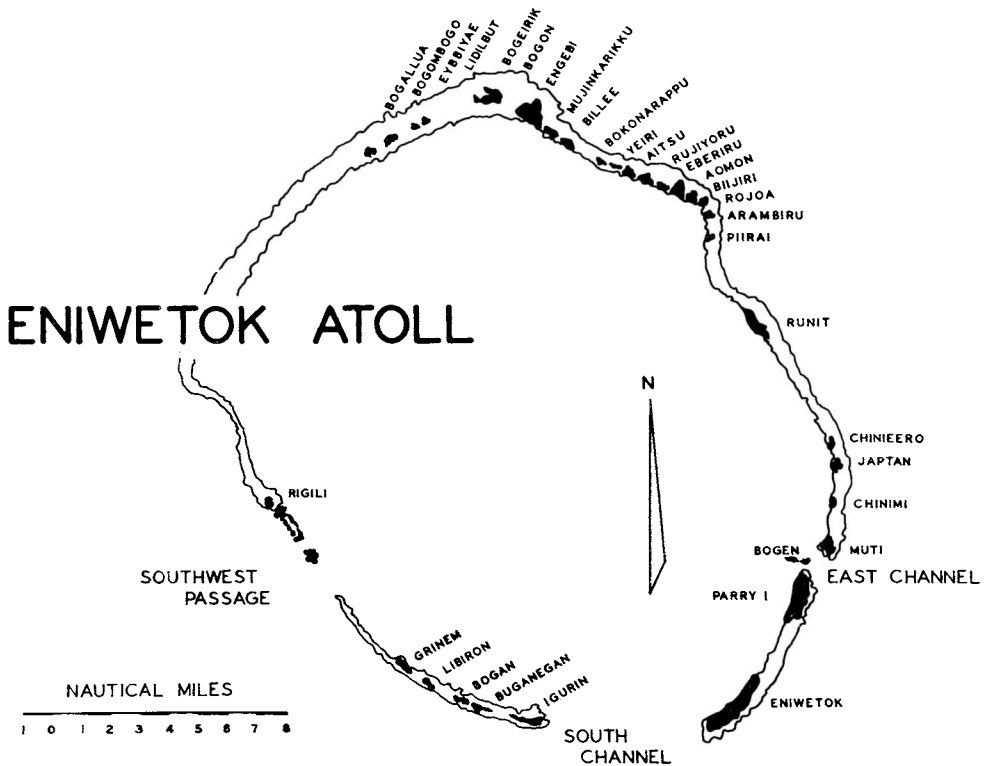 BOGALLUA
BOGOMBOGO
EYBBIYAE
LIDILBUT
BOGEIRIK
BOGON
ENGEBI
MUJINKARIKKU
BILLEE
BOKONARAPPU
YEIRI
AITSU
RUJIYORU
EBERIRU
AOMON
BIIJIRI
ROJOA
ARAMBIRU
PIIRAI
ENIWETOK ATOLL
RUNIT
N
CHINIEERO
JAPTAN
RIGILI
CHINIMI
BOGEN
MUTI
SOUTHWEST
PASSAGE
EAST CHANNEL
PARRY I
GRINEM
LIBIRON
BOGAN
BUGANEGAN
IGURIN
NAUTICAL MILES
1 0 1 2 3 4 5 6 7 8
ENIWETOK
SOUTH
CHANNEL